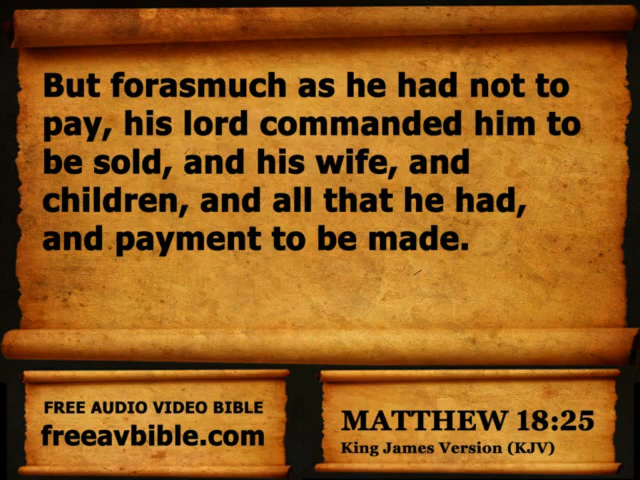 But forasmuch as he had not to
pay, his lord commanded him to
be sold, and his wife, and
children, and all that he had,
and payment to be made.
FREE AUDIO VIDEO BIBLE
freeavbible.com
MATTHEW 18:25
King James Version (KJV)